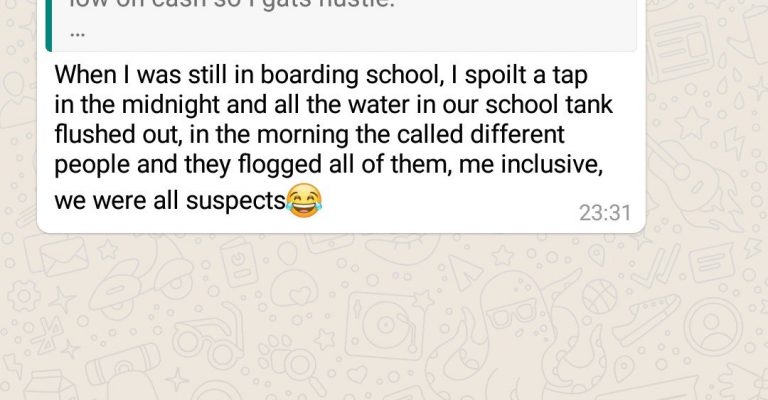 low on cash so I gats hustle.
...
When I was still in boarding school, I spoilt a tap
in the midnight and all the water in our school tank
flushed out, in the morning the called different
people and they flogged all of them, me inclusive,
we were all suspects😂
23:31